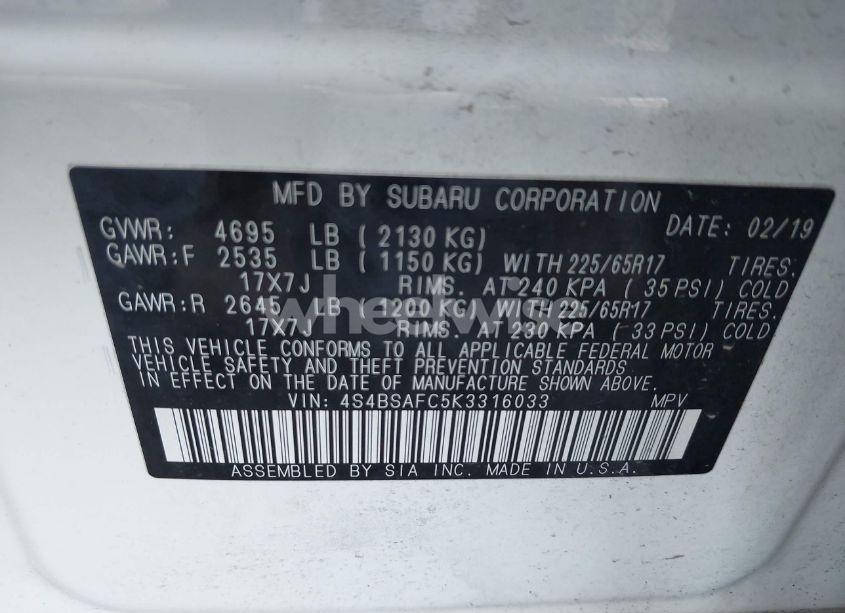 MFD BY SUBARU CORPORATION
DATE: 02/19
GVWR: 4695 LB ( 2130 KG)
GAWR:F 2535 LB ( 1150 KG) WITH 225/65R17 TIRES.
17X7J RIMS. AT 240 KPA ( 35 PSI) COLD
GAWR:R 2645 LB ( 1200 KG) WITH 225/65R17 TIRES.
17X7J RIMS. AT 230 KPA ( 33 PSI) COLD
THIS VEHICLE CONFORMS TO ALL APPLICABLE FEDERAL MOTOR
VEHICLE SAFETY AND THEFT PREVENTION STANDARDS
IN EFFECT ON THE DATE OF MANUFACTURE SHOWN ABOVE.
VIN: 4S4BSAFC5K3316033 MPV
ASSEMBLED BY SIA INC. MADE IN U.S.A.
wheelwise